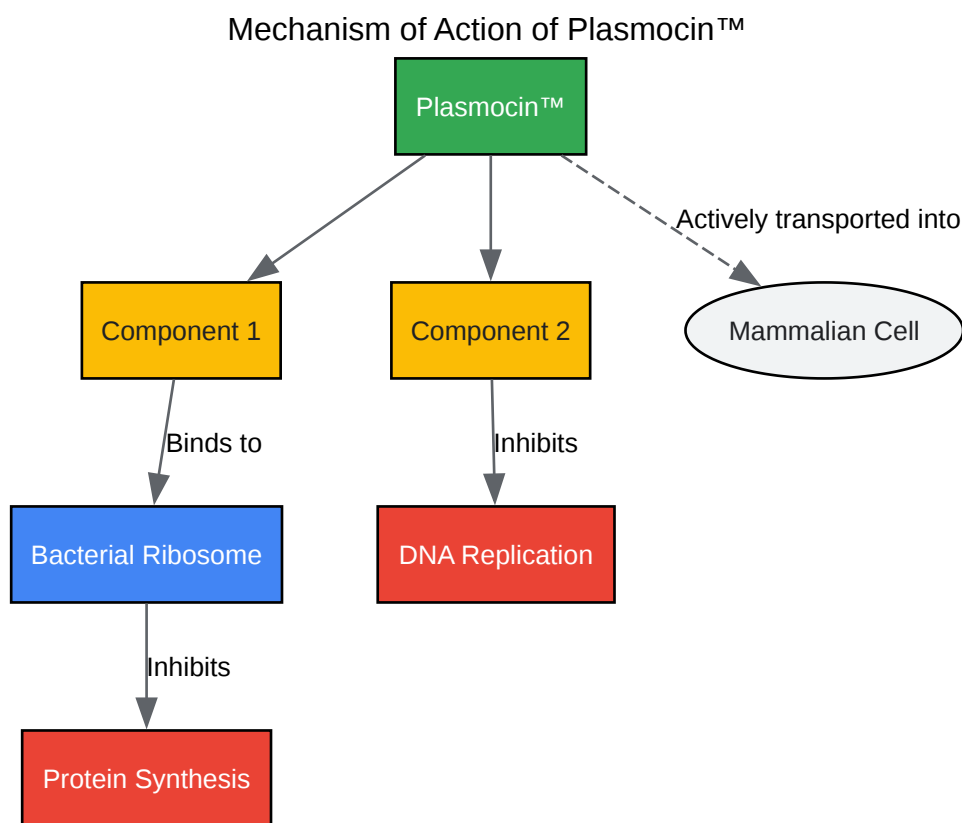 Mechanism of Action of Plasmocin™
Plasmocin™
Actively transported into
Component 1
Component 2
Mammalian Cell
Binds to
Inhibits
Bacterial Ribosome
DNA Replication
Inhibits
Protein Synthesis